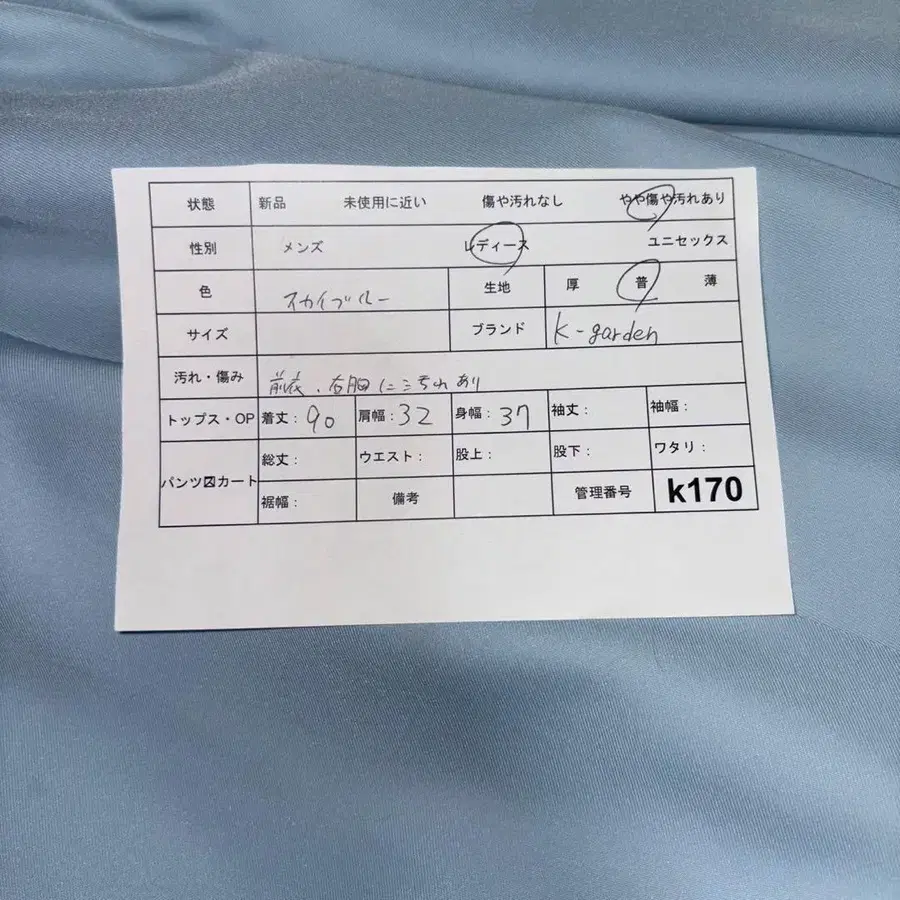 状態 新品 未使用に近い 傷や汚れなし やや傷や汚れあり
性別 メンズ レディース ユニセックス
色 スカイブルー 生地 厚 普 薄
サイズ ブランド K-garden
汚れ・傷み 前衣、右胸にミ汚れあり
トップス・OP 着丈: 90 肩幅: 32 身幅: 37 袖丈: 袖幅:
パンツ図カート 総丈: ウエスト: 股上: 股下: ワタリ:
裾幅: 備考 管理番号 k170